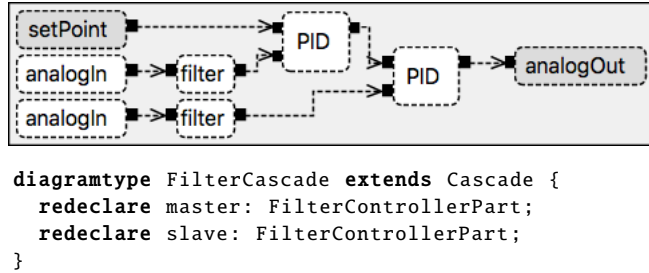 setPoint
PID
analogIn filter
PID analogOut
analogIn filter
diagramtype FilterCascade extends Cascade {
redeclare master: FilterControllerPart;
redeclare slave: FilterControllerPart;
}